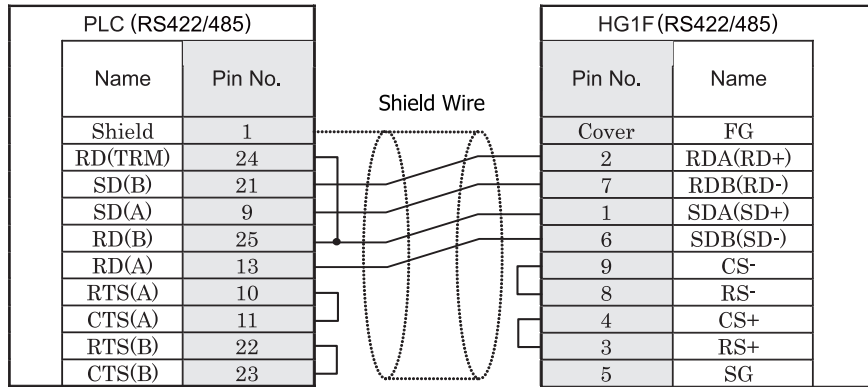 PLC (RS422/485)
Name Pin No.
Shield 1
RD(TRM) 24
SD(B) 21
SD(A) 9
RD(B) 25
RD(A) 13
RTS(A) 10
CTS(A) 11
RTS(B) 22
CTS(B) 23
Shield Wire
HG1F(RS422/485)
Pin No. Name
Cover FG
2 RDA(RD+)
7 RDB(RD-)
1 SDA(SD+)
6 SDB(SD-)
9 CS-
8 RS-
4 CS+
3 RS+
5 SG